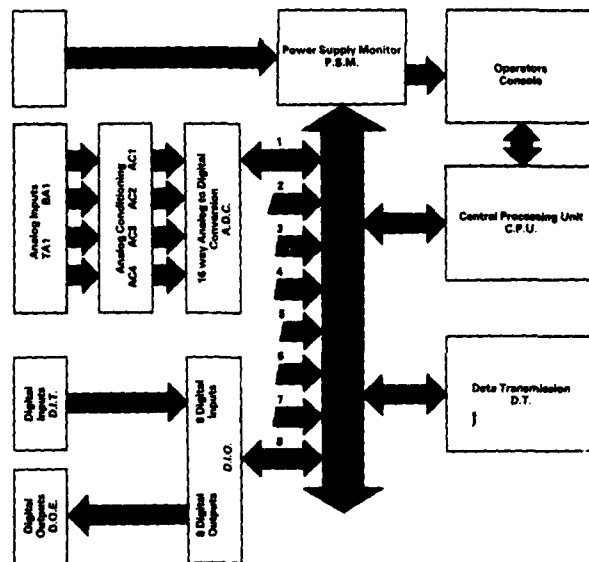 Power Supply Monitor
P.S.M.
Operators
Console
Analog Inputs
TA1 BA1
Analog Conditioning
AC4 AC3 AC2 AC1
16 way Analog to Digital
Conversion
A.D.C.
1
2
3
4
5
6
7
8
Central Processing Unit
C.P.U.
Data Transmission
D.T.
Digital
Inputs
D.I.T.
8 Digital
Inputs
D.I.O.
8 Digital
Outputs
Digital
Outputs
D.O.E.